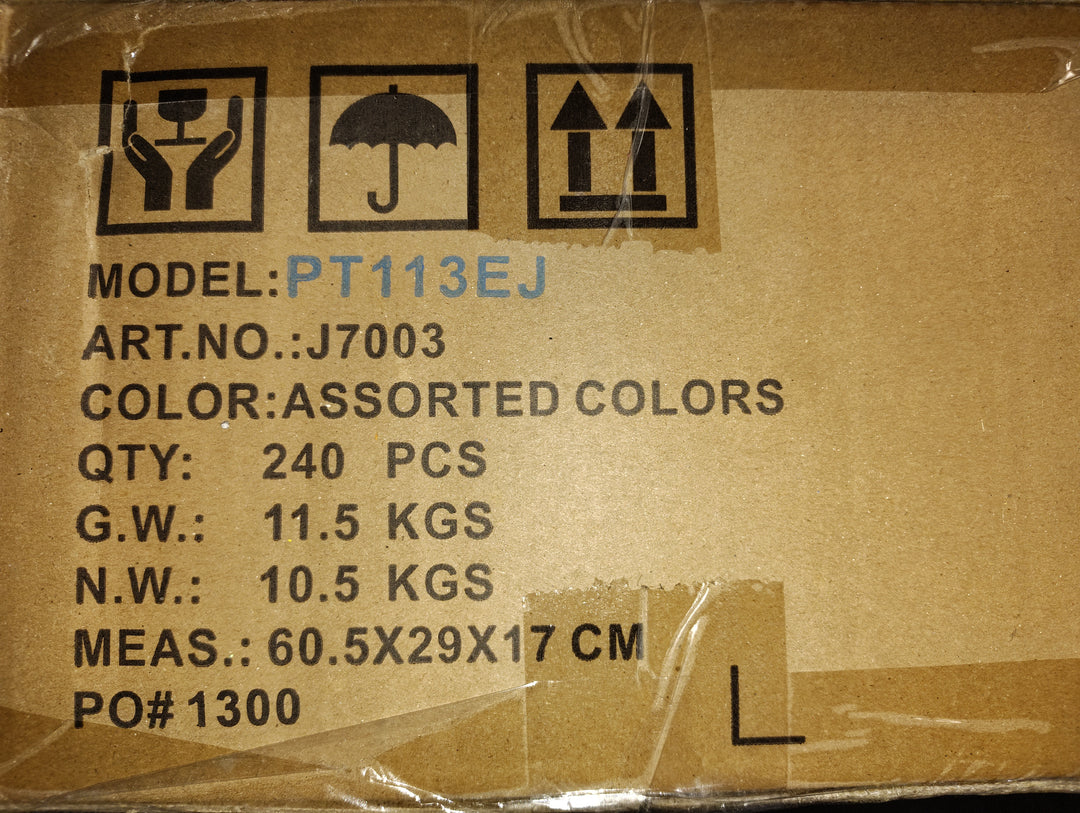 MODEL:PT113EJ
ART.NO.:J7003
COLOR:ASSORTED COLORS
QTY: 240 PCS
G.W.: 11.5 KGS
N.W.: 10.5 KGS
MEAS.: 60.5X29X17 CM
PO# 1300
L